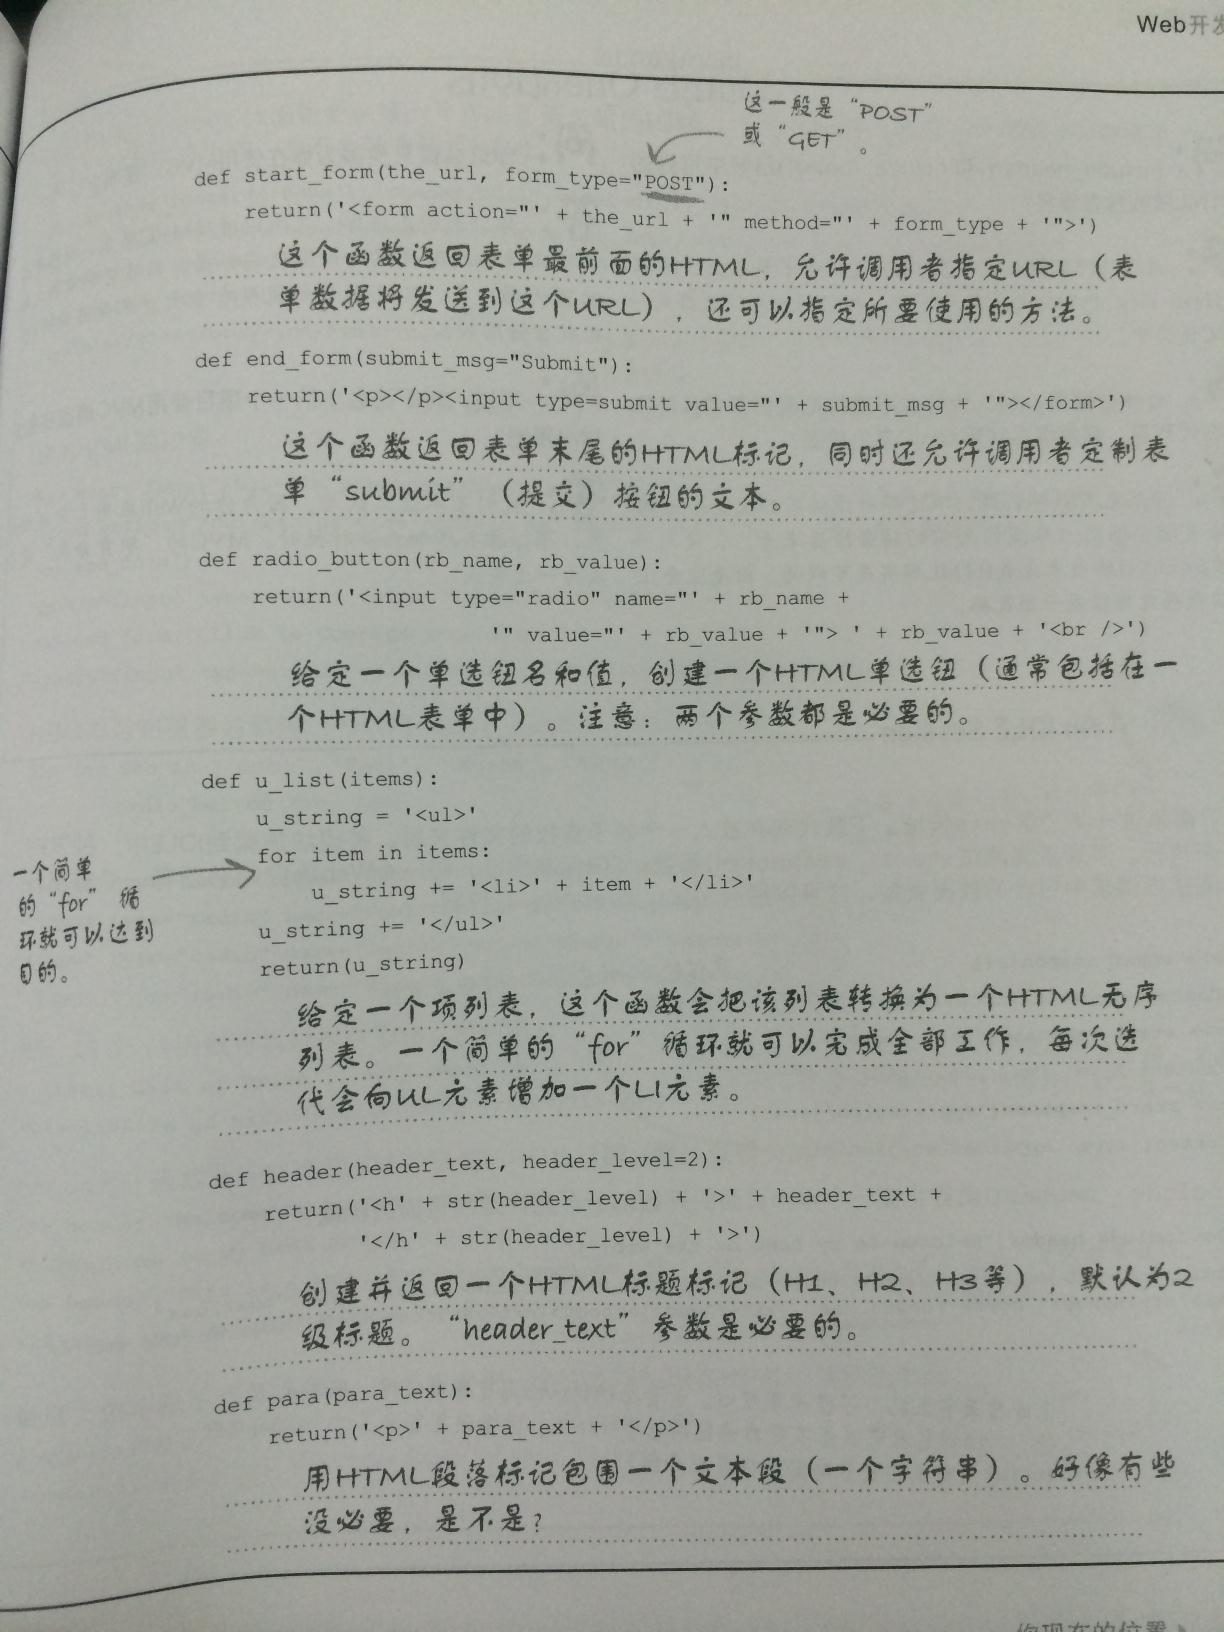 Web开发
这一般是“POST”
或“GET”。
def start_form(the_url, form_type="POST"):
return('<form action="' + the_url + '" method="' + form_type + '">')
这个函数返回表单最前面的HTML，允许调用者指定URL（表
单数据将发送到这个URL），还可以指定所要使用的方法。
def end_form(submit_msg="Submit"):
return('<p></p><input type=submit value="' + submit_msg + '"></form>')
这个函数返回表单末尾的HTML标记，同时还允许调用者定制表
单“submit”（提交）按钮的文本。
def radio_button(rb_name, rb_value):
return('<input type="radio" name="' + rb_name +
'" value="' + rb_value + '"> ' + rb_value + '<br />')
给定一个单选钮名和值，创建一个HTML单选钮（通常包括在一
个HTML表单中）。注意：两个参数都是必要的。
def u_list(items):
u_string = '<ul>'
for item in items:
u_string += '<li>' + item + '</li>'
u_string += '</ul>'
return(u_string)
一个简单
的“for”循
环就可以达到
目的。
给定一个项列表，这个函数会把该列表转换为一个HTML无序
列表。一个简单的“for”循环就可以完成全部工作，每次迭
代会向UL元素增加一个LI元素。
def header(header_text, header_level=2):
return('<h' + str(header_level) + '>' + header_text +
'</h' + str(header_level) + '>')
创建并返回一个HTML标题标记（H1、H2、H3等），默认为2
级标题。“header_text”参数是必要的。
def para(para_text):
return('<p>' + para_text + '</p>')
用HTML段落标记包围一个文本段（一个字符串）。好像有些
没必要，是不是？
你现在的位置